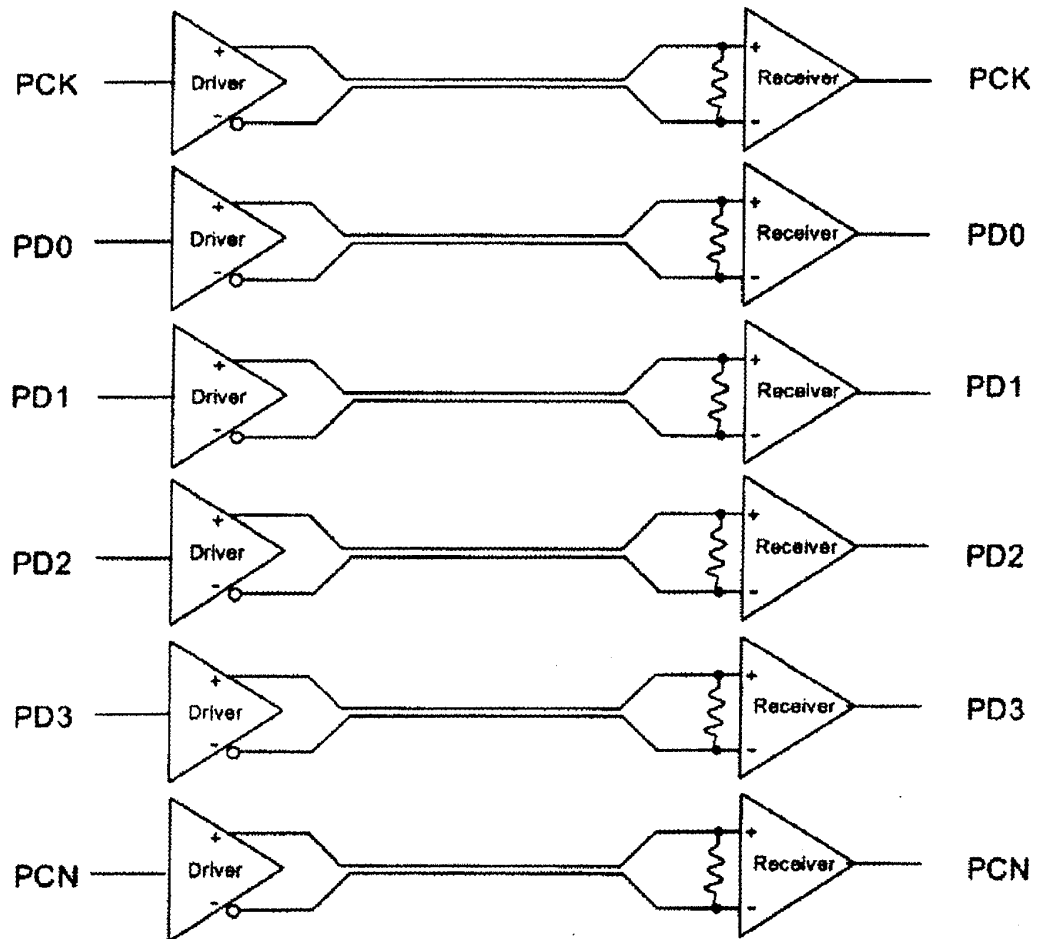 PCK + Driver - + Receiver - PCK
PD0 + Driver - + Receiver - PD0
PD1 + Driver - + Receiver - PD1
PD2 + Driver - + Receiver - PD2
PD3 + Driver - + Receiver - PD3
PCN + Driver - + Receiver - PCN